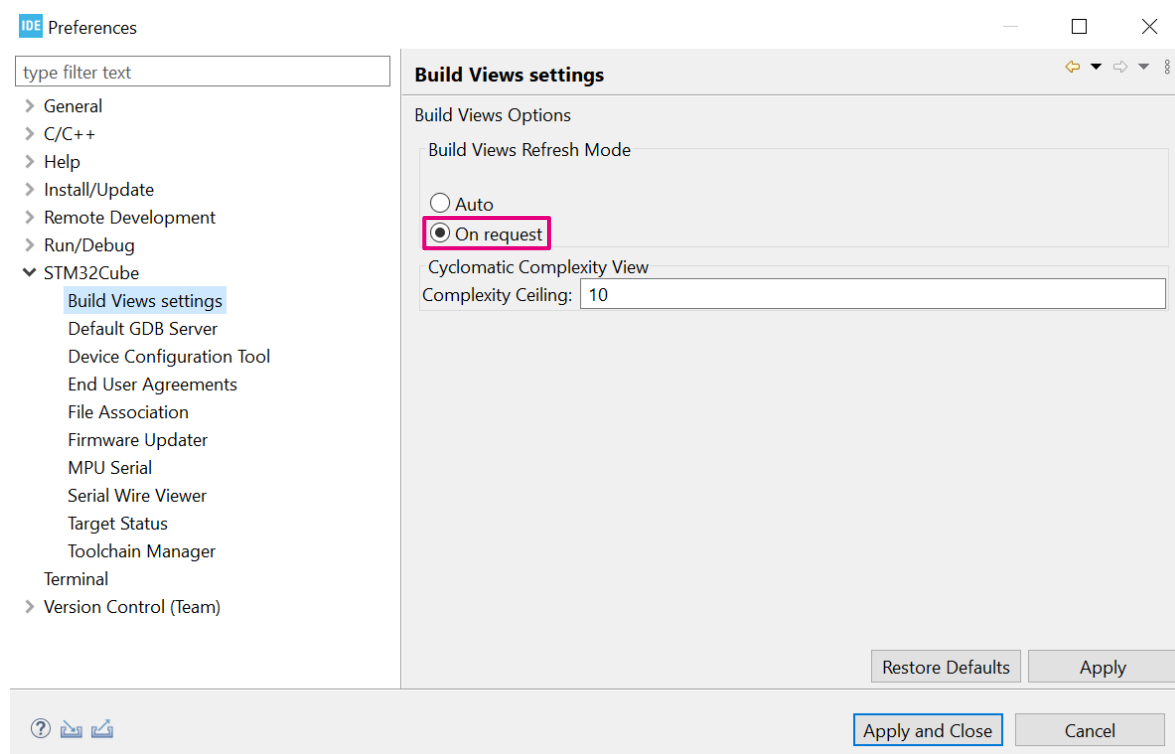 IDE Preferences
type filter text
General
C/C++
Help
Install/Update
Remote Development
Run/Debug
STM32Cube
Build Views settings
Default GDB Server
Device Configuration Tool
End User Agreements
File Association
Firmware Updater
MPU Serial
Serial Wire Viewer
Target Status
Toolchain Manager
Terminal
Version Control (Team)
Build Views settings
Build Views Options
Build Views Refresh Mode
Auto
On request
Cyclomatic Complexity View
Complexity Ceiling: 10
Restore Defaults Apply
? Apply and Close Cancel